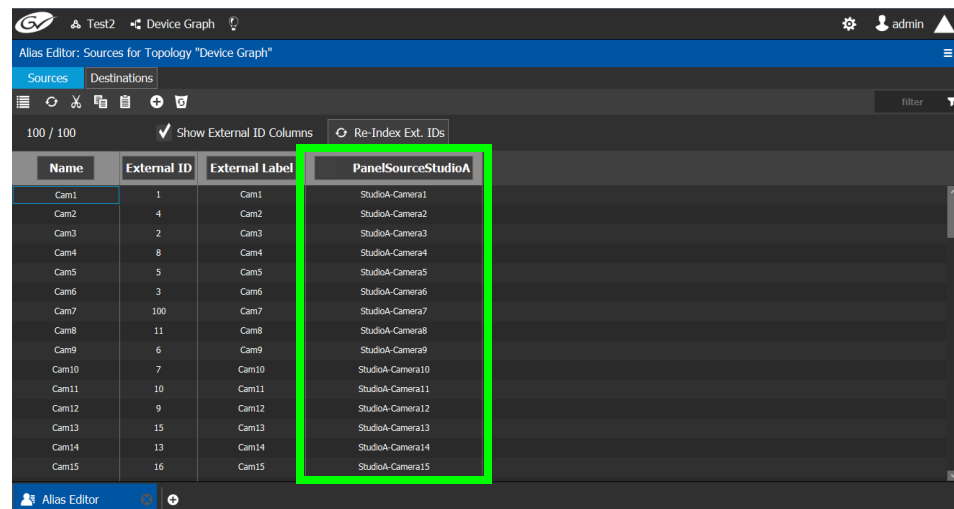 GV Test2 Device Graph admin
Alias Editor: Sources for Topology "Device Graph"
Sources Destinations
filter
100 / 100 Show External ID Columns Re-Index Ext. IDs
Name External ID External Label PanelSourceStudioA
Cam1 1 Cam1 StudioA-Camera1
Cam2 4 Cam2 StudioA-Camera2
Cam3 2 Cam3 StudioA-Camera3
Cam4 8 Cam4 StudioA-Camera4
Cam5 5 Cam5 StudioA-Camera5
Cam6 3 Cam6 StudioA-Camera6
Cam7 100 Cam7 StudioA-Camera7
Cam8 11 Cam8 StudioA-Camera8
Cam9 6 Cam9 StudioA-Camera9
Cam10 7 Cam10 StudioA-Camera10
Cam11 10 Cam11 StudioA-Camera11
Cam12 9 Cam12 StudioA-Camera12
Cam13 15 Cam13 StudioA-Camera13
Cam14 13 Cam14 StudioA-Camera14
Cam15 16 Cam15 StudioA-Camera15
Alias Editor